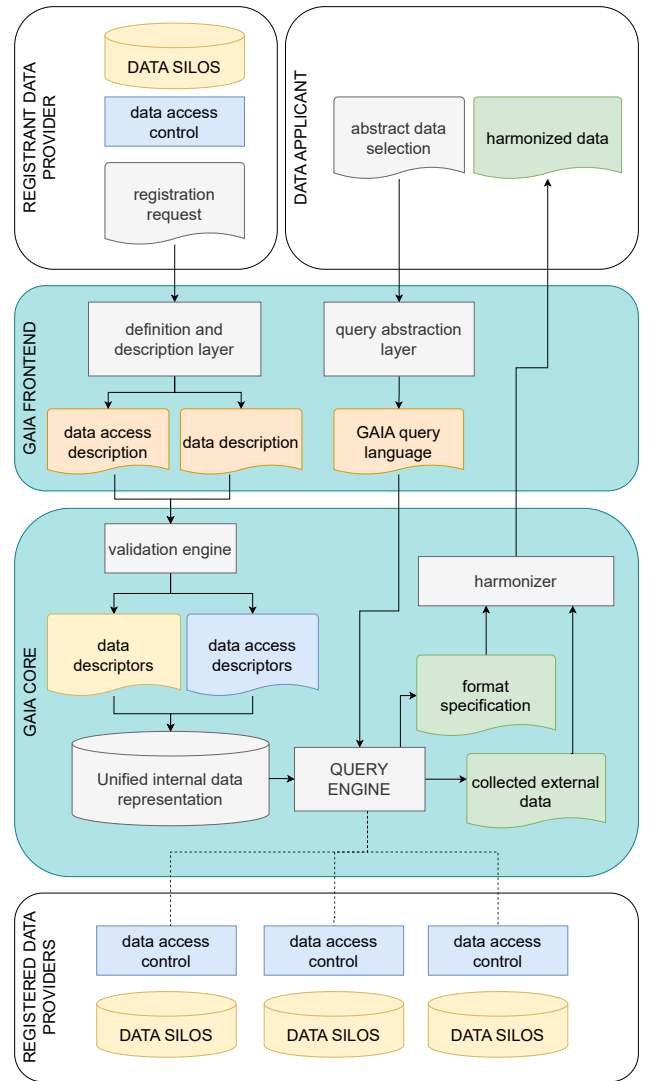 REGISTRANT DATA
PROVIDER
DATA SILOS
data access
control
registration
request
DATA APPLICANT
abstract data
selection
harmonized data
GAIA FRONTEND
definition and
description layer
query abstraction
layer
data access
description
data description
GAIA query
language
GAIA CORE
validation engine
harmonizer
data
descriptors
data access
descriptors
format
specification
Unified internal data
representation
QUERY
ENGINE
collected external
data
REGISTERED DATA
PROVIDERS
data access
control
data access
control
data access
control
DATA SILOS
DATA SILOS
DATA SILOS